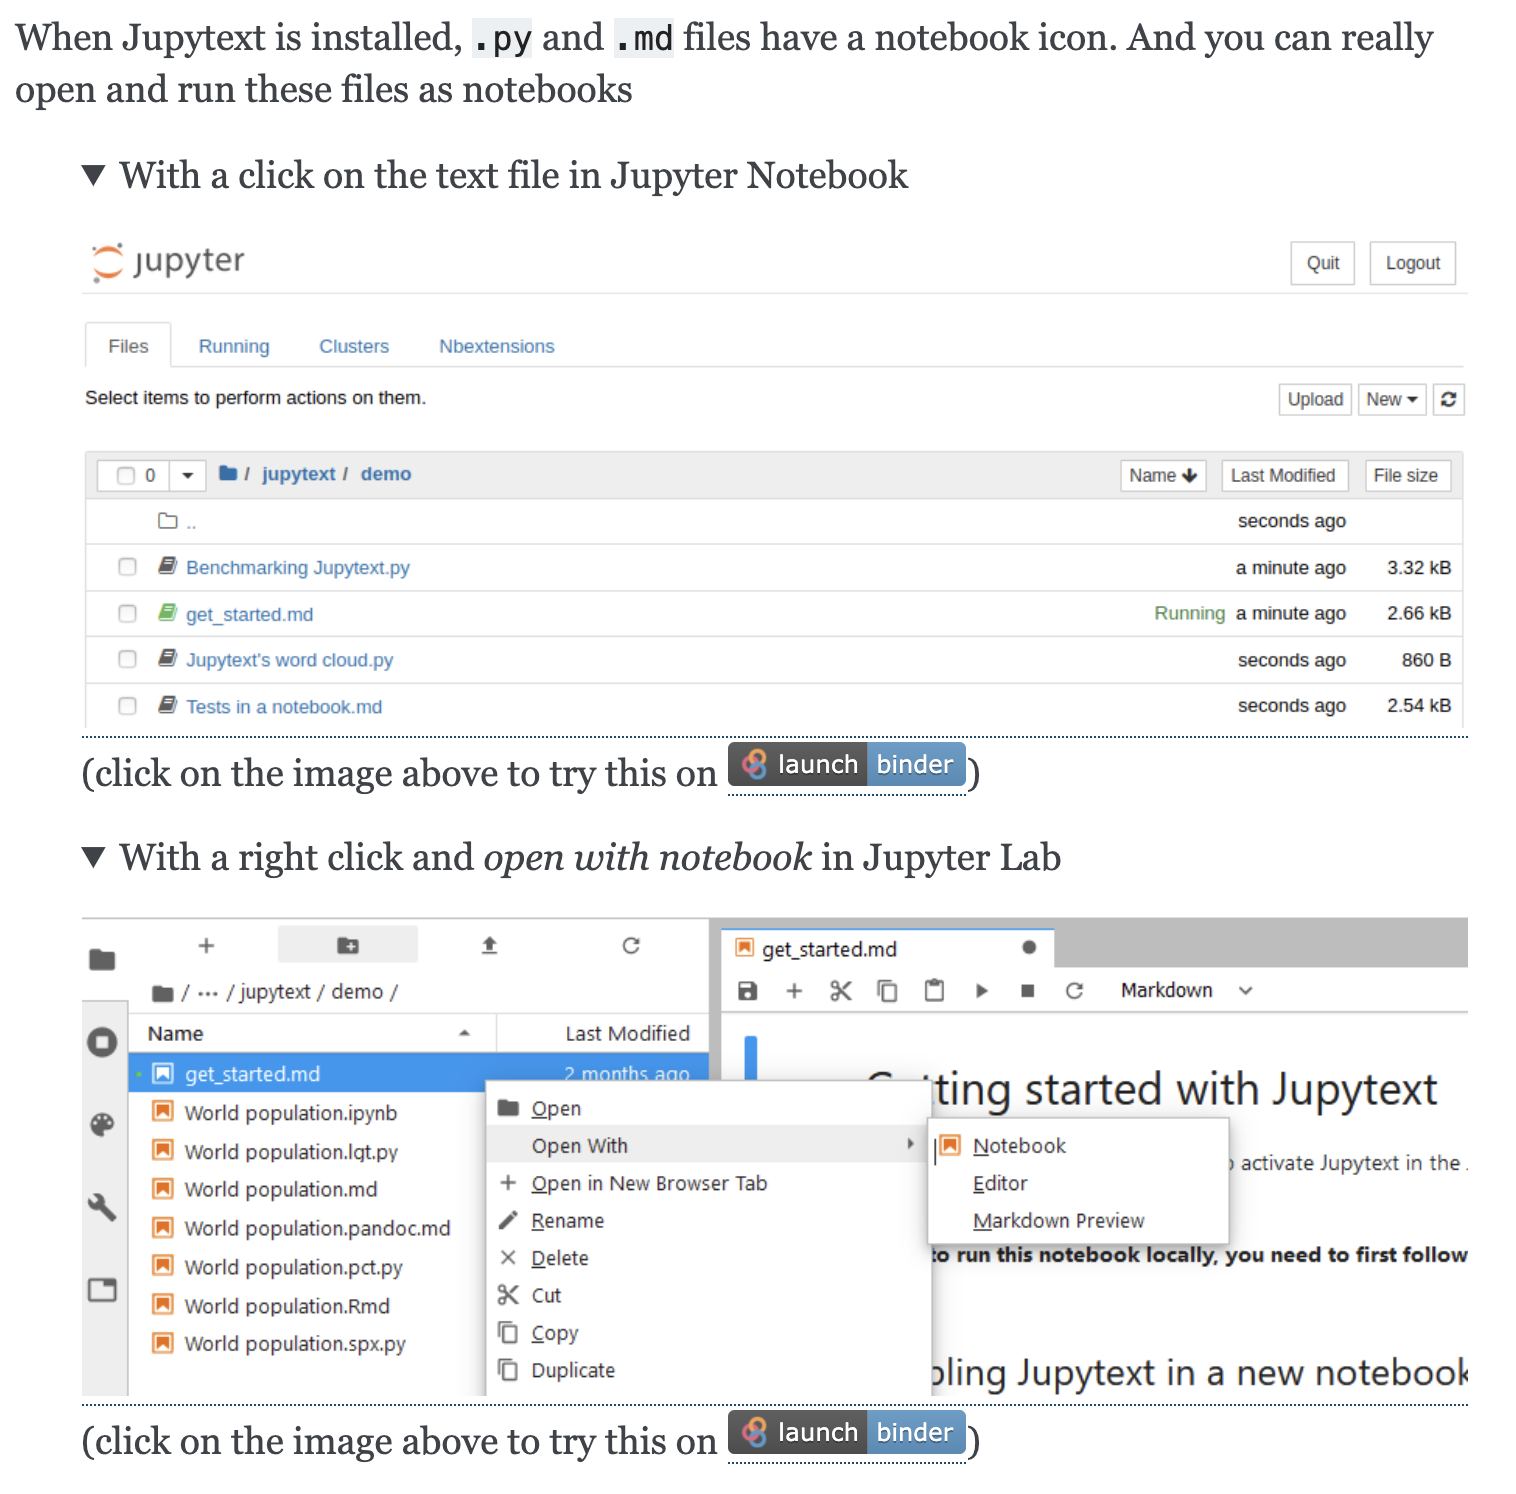 When Jupytext is installed, .py and .md files have a notebook icon. And you can really
open and run these files as notebooks
▼ With a click on the text file in Jupyter Notebook
jupyter
Quit Logout
Files Running Clusters Nbextensions
Select items to perform actions on them.
Upload New
0 / jupytext / demo Name Last Modified File size
.. seconds ago
Benchmarking Jupytext.py a minute ago 3.32 kB
get_started.md Running a minute ago 2.66 kB
Jupytext's word cloud.py seconds ago 860 B
Tests in a notebook.md seconds ago 2.54 kB
(click on the image above to try this on launch binder)
▼ With a right click and open with notebook in Jupyter Lab
get_started.md
/ ··· / jupytext / demo /
Markdown
Name Last Modified
get_started.md 2 months ago
World population.ipynb
World population.lgt.py
World population.md
World population.pandoc.md
World population.pct.py
World population.Rmd
World population.spx.py
Open
Open With
Open in New Browser Tab
Rename
Delete
Cut
Copy
Duplicate
Notebook
Editor
Markdown Preview
tting started with Jupytext
activate Jupytext in the
to run this notebook locally, you need to first follow
bling Jupytext in a new notebook
(click on the image above to try this on launch binder)